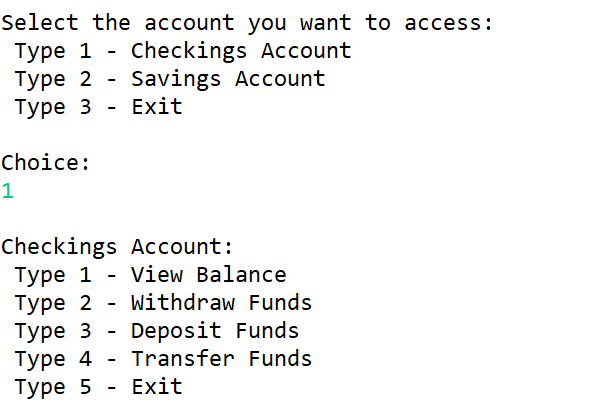 Select the account you want to access:
Type 1 - Checkings Account
Type 2 - Savings Account
Type 3 - Exit
Choice:
1
Checkings Account:
Type 1 - View Balance
Type 2 - Withdraw Funds
Type 3 - Deposit Funds
Type 4 - Transfer Funds
Type 5 - Exit